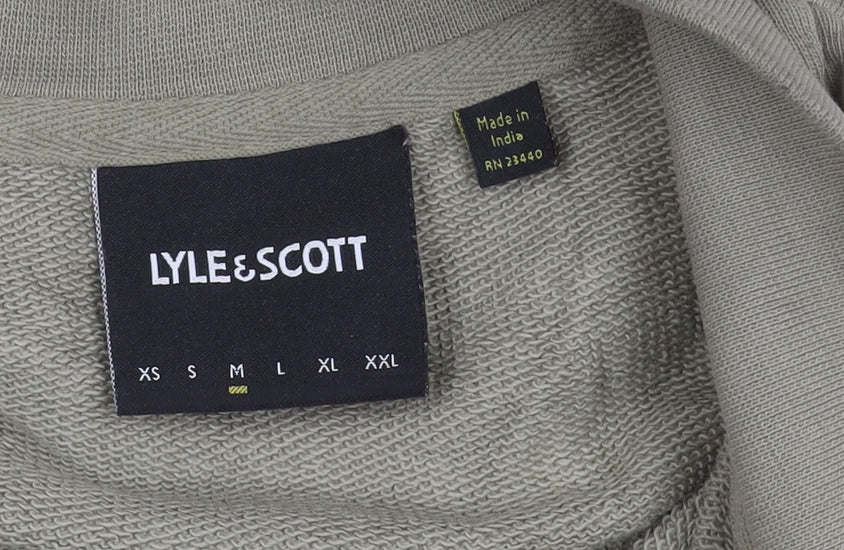 LYLE & SCOTT
XS S M L XL XXL
Made in
India
RN 23440